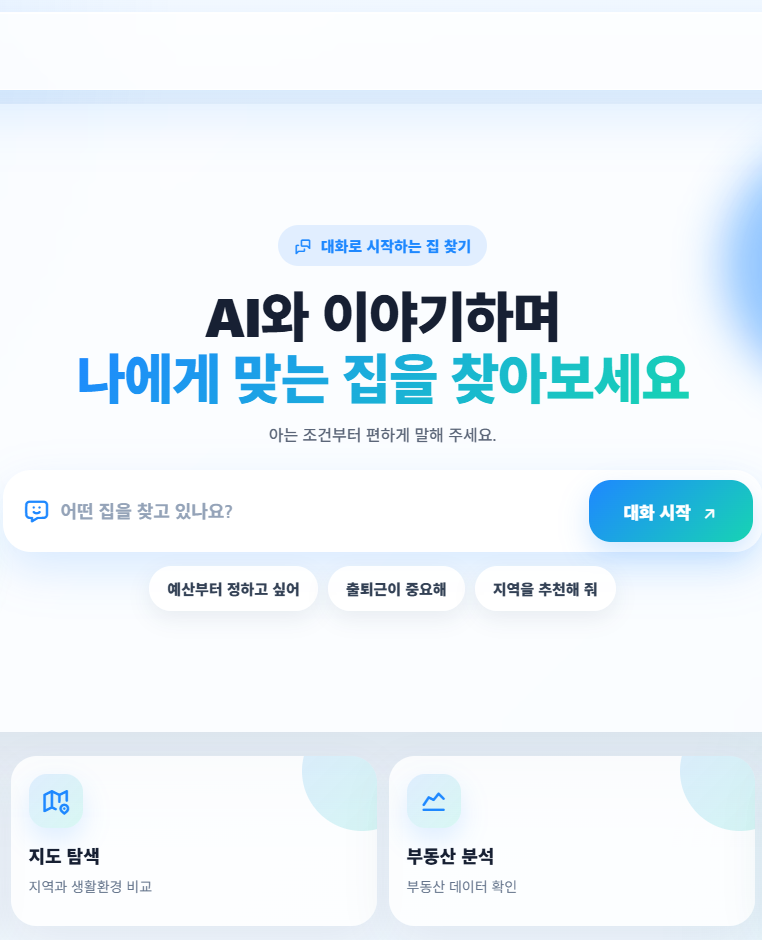 대화로 시작하는 집 찾기
AI와 이야기하며
나에게 맞는 집을 찾아보세요
아는 조건부터 편하게 말해 주세요.
어떤 집을 찾고 있나요?
대화 시작
예산부터 정하고 싶어
출퇴근이 중요해
지역을 추천해 줘
지도 탐색
지역과 생활환경 비교
부동산 분석
부동산 데이터 확인